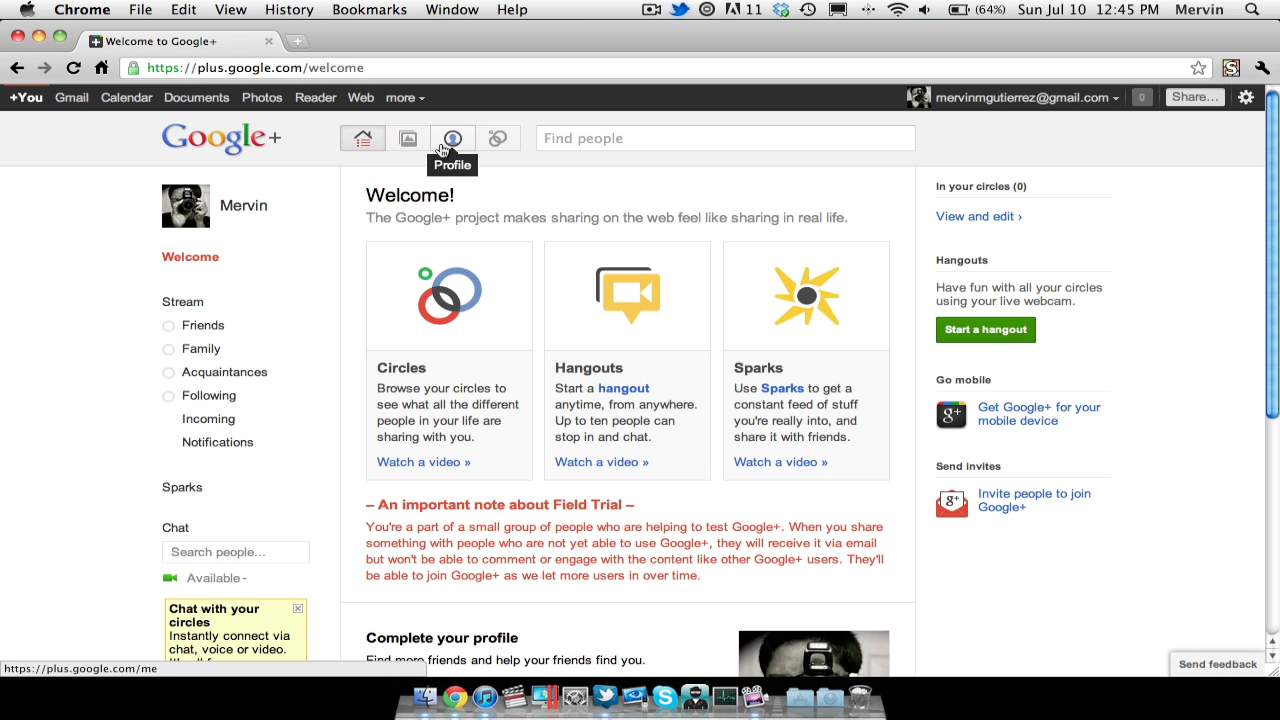 Chrome File Edit View History Bookmarks Window Help 11 (64%) Sun Jul 10 12:45 PM Mervin
Welcome to Google+
https://plus.google.com/welcome
+You Gmail Calendar Documents Photos Reader Web more mervinmgutierrez@gmail.com 0 Share...
Google+ Find people
Profile
Mervin
Welcome
Stream
Friends
Family
Acquaintances
Following
Incoming
Notifications
Sparks
Chat
Search people...
Available
Chat with your
circles
Instantly connect via
chat, voice or video.
https://plus.google.com/me
Welcome!
The Google+ project makes sharing on the web feel like sharing in real life.
Circles
Browse your circles to
see what all the different
people in your life are
sharing with you.
Watch a video »
Hangouts
Start a hangout
anytime, from anywhere.
Up to ten people can
stop in and chat.
Watch a video »
Sparks
Use Sparks to get a
constant feed of stuff
you're really into, and
share it with friends.
Watch a video »
– An important note about Field Trial –
You're a part of a small group of people who are helping to test Google+. When you share
something with people who are not yet able to use Google+, they will receive it via email
but won't be able to comment or engage with the content like other Google+ users. They'll
be able to join Google+ as we let more users in over time.
Complete your profile
Find more friends and help your friends find you.
In your circles (0)
View and edit ›
Hangouts
Have fun with all your circles
using your live webcam.
Start a hangout
Go mobile
g+
Get Google+ for your
mobile device
Send invites
g+
Invite people to join
Google+
Send feedback